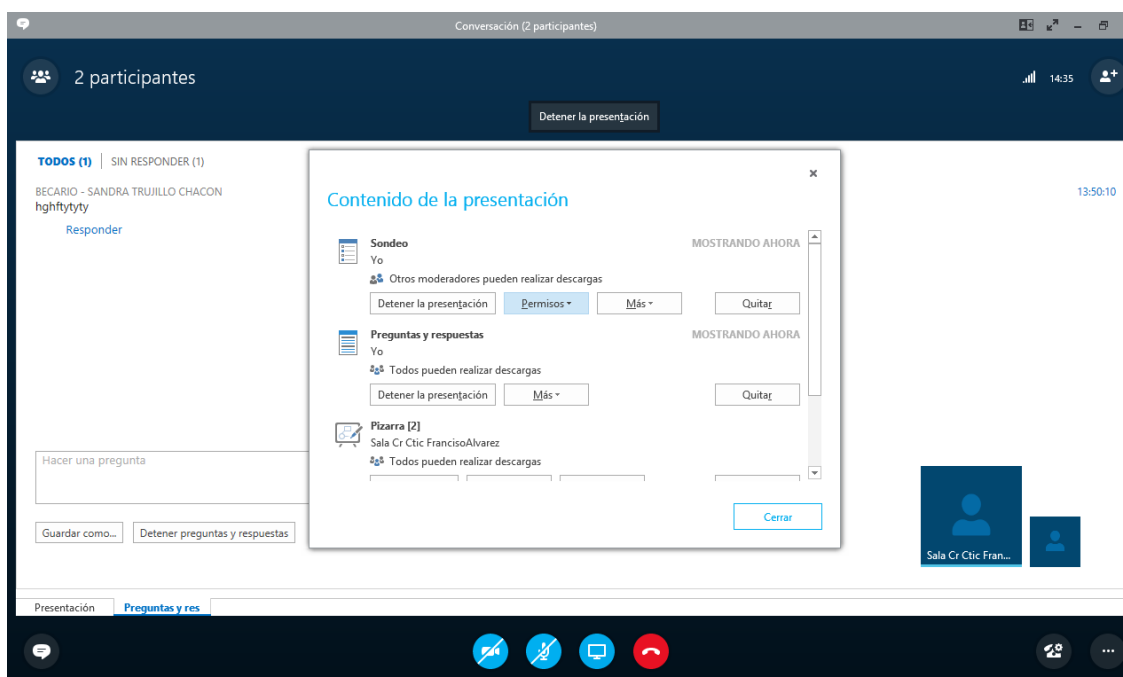 Conversación (2 participantes)
2 participantes
14:35
Detener la presentación
TODOS (1) SIN RESPONDER (1)
BECARIO - SANDRA TRUJILLO CHACON
13:50:10
hghftytyty
Responder
Contenido de la presentación
Sondeo
MOSTRANDO AHORA
Yo
Otros moderadores pueden realizar descargas
Detener la presentación Permisos Más Quitar
Preguntas y respuestas
MOSTRANDO AHORA
Yo
Todos pueden realizar descargas
Detener la presentación Más Quitar
Pizarra [2]
Sala Cr Ctic FrancisoAlvarez
Todos pueden realizar descargas
Cerrar
Hacer una pregunta
Guardar como... Detener preguntas y respuestas
Sala Cr Ctic Fran...
Presentación Preguntas y res